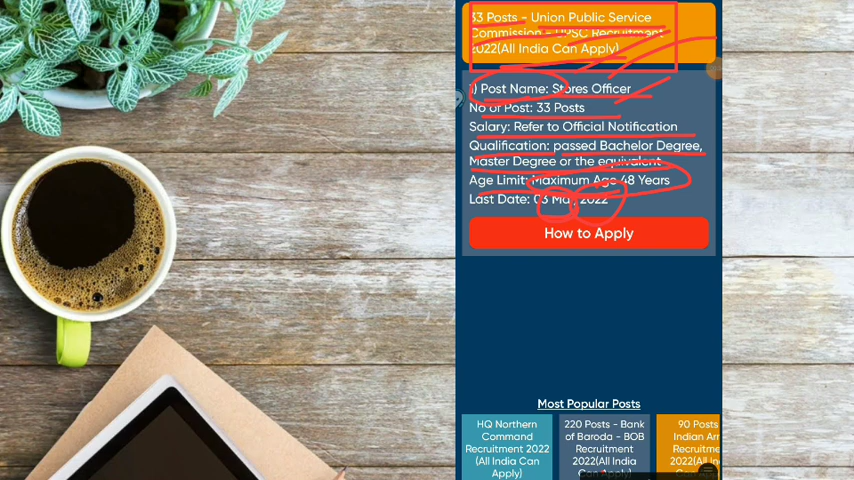 33 Posts - Union Public Service
Commission - UPSC Recruitment
2022(All India Can Apply)
1) Post Name: Stores Officer
No of Post: 33 Posts
Salary: Refer to Official Notification
Qualification: passed Bachelor Degree,
Master Degree or the equivalent
Age Limit: Maximum Age 48 Years
Last Date: 03 May 2022
How to Apply
Most Popular Posts
HQ Northern
Command
Recruitment 2022
(All India Can
Apply)
220 Posts - Bank
of Baroda - BOB
Recruitment
2022(All India
Can Apply)
90 Posts
Indian
2022(All